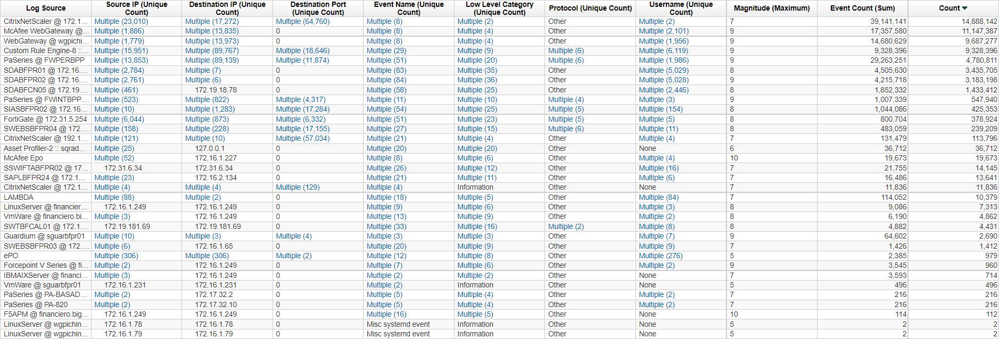 Log Source	Source IP (Unique Count)	Destination IP (Unique Count)	Destination Port (Unique Count)	Event Name (Unique Count)	Low Level Category (Unique Count)	Protocol (Unique Count)	Username (Unique Count)	Magnitude (Maximum)	Event Count (Sum)	Count
CitrixNetScaler @ 172.1...	Multiple (23,010)	Multiple (17,272)	Multiple (64,760)	Multiple (8)	Multiple (2)	Other	Multiple (2)	7	39,141,141	14,888,142
McAfee WebGateway @...	Multiple (1,886)	Multiple (13,835)	0	Multiple (8)	Multiple (4)	Other	Multiple (2,101)	9	17,357,580	11,147,387
WebGateway @ wgpichi...	Multiple (1,779)	Multiple (13,973)	0	Multiple (8)	Multiple (4)	Other	Multiple (1,956)	9	14,680,629	9,687,277
Custom Rule Engine-8 ::...	Multiple (15,951)	Multiple (89,767)	Multiple (18,646)	Multiple (29)	Multiple (9)	Multiple (6)	Multiple (6,119)	9	9,328,396	9,328,396
PaSeries @ FWPERBPP	Multiple (13,853)	Multiple (89,139)	Multiple (11,874)	Multiple (51)	Multiple (20)	Multiple (6)	Multiple (1,986)	9	29,263,251	4,780,811
SDABFPR01 @ 172.16....	Multiple (2,784)	Multiple (7)	0	Multiple (83)	Multiple (35)	Other	Multiple (5,029)	8	4,505,630	3,435,705
SDABFPR02 @ 172.16....	Multiple (2,761)	Multiple (6)	0	Multiple (84)	Multiple (36)	Other	Multiple (5,028)	9	4,215,718	3,183,198
SDABFCN05 @ 172.19....	Multiple (461)	172.19.18.78	0	Multiple (58)	Multiple (25)	Other	Multiple (2,446)	8	1,852,332	1,433,412
PaSeries @ FWINTBPP....	Multiple (523)	Multiple (822)	Multiple (4,317)	Multiple (11)	Multiple (10)	Multiple (4)	Multiple (3)	9	1,007,339	547,940
SIASBFPR02 @ 172.16...	Multiple (10)	Multiple (1,283)	Multiple (17,284)	Multiple (54)	Multiple (25)	Multiple (5)	Multiple (154)	8	1,044,086	425,353
FortiGate @ 172.31.5.254	Multiple (6,044)	Multiple (873)	Multiple (6,332)	Multiple (51)	Multiple (23)	Multiple (5)	Multiple (5)	8	800,704	378,924
SWEBSBFPR04 @ 172....	Multiple (158)	Multiple (228)	Multiple (17,155)	Multiple (27)	Multiple (15)	Multiple (6)	Multiple (11)	8	483,059	239,209
CitrixNetScaler @ 192.1...	Multiple (121)	Multiple (10)	Multiple (57,034)	Multiple (21)	Multiple (4)	Other	Multiple (4)	7	131,479	113,796
Asset Profiler-2 :: sqrad...	Multiple (25)	127.0.0.1	0	Multiple (20)	Multiple (20)	Other	None	6	36,712	36,712
McAfee Epo	Multiple (52)	172.16.1.227	0	Multiple (8)	Multiple (6)	Other	Multiple (4)	10	19,673	19,673
SSWIFTABFPR02 @ 17...	172.31.6.34	172.31.6.34	0	Multiple (26)	Multiple (12)	Other	Multiple (16)	7	21,755	14,145
SAPLBFPR24 @ 172.1...	Multiple (23)	172.16.2.134	0	Multiple (21)	Multiple (11)	Other	Multiple (6)	7	16,486	13,641
CitrixNetScaler @ 172.1...	Multiple (4)	Multiple (4)	Multiple (129)	Multiple (4)	Information	Other	None	7	11,836	11,836
LAMBDA	Multiple (88)	Multiple (2)	0	Multiple (18)	Multiple (5)	Other	Multiple (84)	7	114,052	10,379
LinuxServer @ financier...	172.16.1.249	172.16.1.249	0	Multiple (9)	Multiple (6)	Other	Multiple (3)	8	9,086	7,313
VmWare @ financiero.bi...	Multiple (3)	172.16.1.249	0	Multiple (13)	Multiple (9)	Other	Multiple (2)	8	6,190	4,862
SWTBFCAL01 @ 172.1...	172.19.181.69	172.19.181.69	0	Multiple (33)	Multiple (16)	Multiple (2)	Multiple (8)	8	4,882	4,431
Guardium @ sguarbfpr01	Multiple (10)	Multiple (3)	Multiple (4)	Multiple (3)	Multiple (3)	Other	Multiple (7)	9	64,602	2,690
SWEBSBFPR03 @ 172....	Multiple (6)	172.16.1.65	0	Multiple (20)	Multiple (9)	Other	Multiple (9)	7	1,426	1,412
ePO	Multiple (306)	Multiple (306)	Multiple (2)	Multiple (12)	Multiple (8)	Other	Multiple (276)	5	2,385	979
Forcepoint V Series @ fi...	Multiple (2)	172.16.1.249	0	Multiple (7)	Multiple (6)	Other	Multiple (2)	9	3,545	960
IBMAIXServer @ financi...	Multiple (3)	172.16.1.249	0	Multiple (2)	Multiple (2)	Other	None	7	3,593	714
VmWare @ sguarbfpr01	172.16.1.231	172.16.1.231	0	Multiple (2)	Information	Other	None	5	496	496
PaSeries @ PA-BASAD...	Multiple (2)	172.17.32.2	0	Multiple (5)	Multiple (4)	Other	Multiple (2)	7	216	216
PaSeries @ PA-820	Multiple (2)	172.17.32.10	0	Multiple (5)	Multiple (4)	Other	Multiple (2)	7	216	216
F5APM @ financiero.big...	172.16.1.249	172.16.1.249	0	Multiple (16)	Multiple (5)	Other	None	10	114	112
LinuxServer @ wgpichin...	172.16.1.78	172.16.1.78	0	Misc systemd event	Information	Other	None	5	2	2
LinuxServer @ wgpichin...	172.16.1.79	172.16.1.79	0	Misc systemd event	Information	Other	None	5	2	2